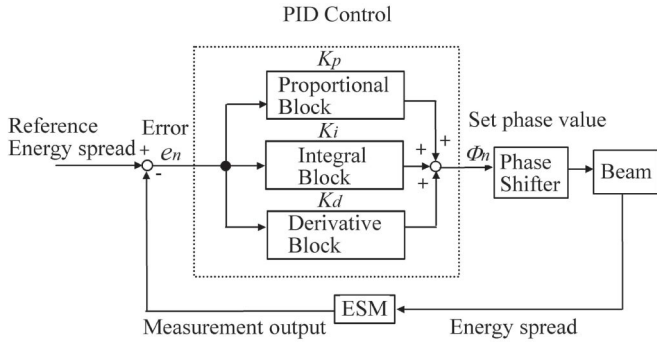 PID Control
Kp
Proportional
Block
Reference
Energy spread
+
-
Error
en
Ki
Integral
Block
Kd
Derivative
Block
+
+
+
Set phase value
Φn
Phase
Shifter
Beam
ESM
Measurement output
Energy spread